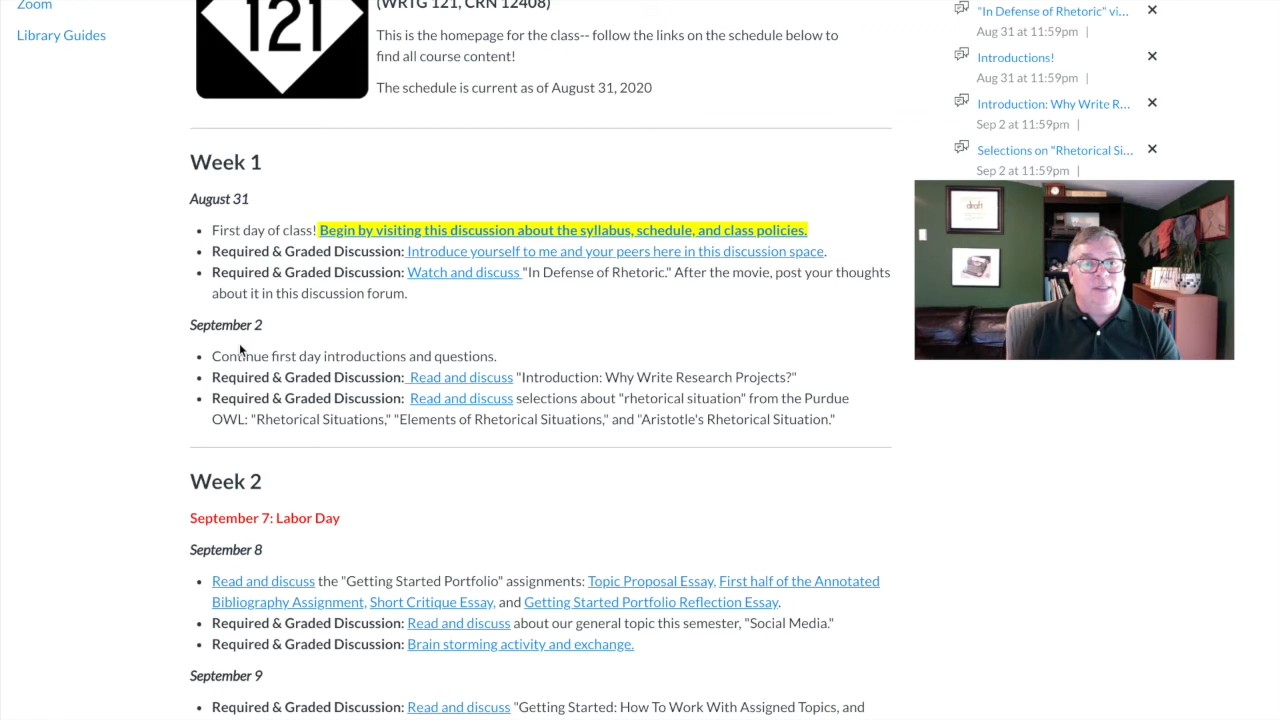 Zoom
Library Guides
121
(WRTG 121, CRN 12408)
This is the homepage for the class-- follow the links on the schedule below to
find all course content!
The schedule is current as of August 31, 2020
"In Defense of Rhetoric" vi...
Aug 31 at 11:59pm |
Introductions!
Aug 31 at 11:59pm |
Introduction: Why Write R...
Sep 2 at 11:59pm |
Selections on "Rhetorical Si...
Sep 2 at 11:59pm |
draft
Week 1
August 31
First day of class! Begin by visiting this discussion about the syllabus, schedule, and class policies.
Required & Graded Discussion: Introduce yourself to me and your peers here in this discussion space.
Required & Graded Discussion: Watch and discuss "In Defense of Rhetoric." After the movie, post your thoughts
about it in this discussion forum.
September 2
Continue first day introductions and questions.
Required & Graded Discussion: Read and discuss "Introduction: Why Write Research Projects?"
Required & Graded Discussion: Read and discuss selections about "rhetorical situation" from the Purdue
OWL: "Rhetorical Situations," "Elements of Rhetorical Situations," and "Aristotle's Rhetorical Situation."
Week 2
September 7: Labor Day
September 8
Read and discuss the "Getting Started Portfolio" assignments: Topic Proposal Essay, First half of the Annotated
Bibliography Assignment, Short Critique Essay, and Getting Started Portfolio Reflection Essay.
Required & Graded Discussion: Read and discuss about our general topic this semester, "Social Media."
Required & Graded Discussion: Brain storming activity and exchange.
September 9
Required & Graded Discussion: Read and discuss "Getting Started: How To Work With Assigned Topics, and